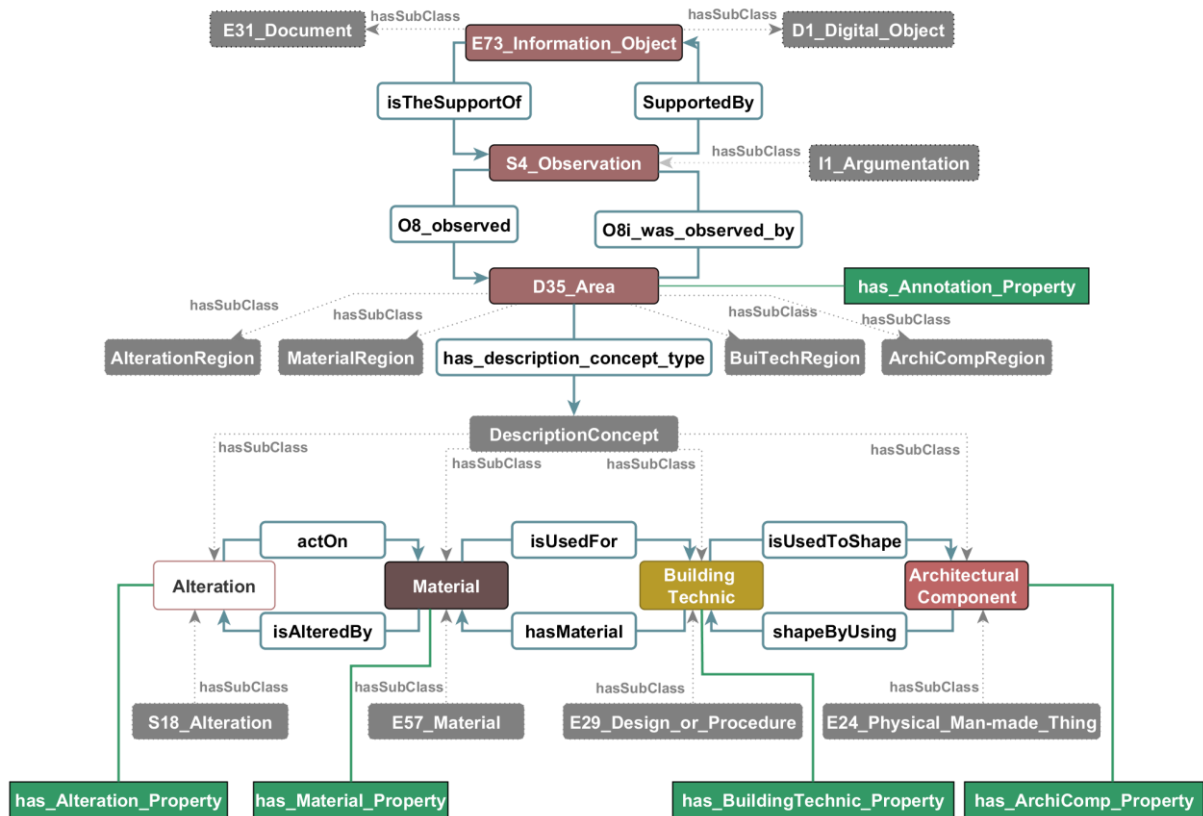 hasSubClass
hasSubClass
E31_Document
E73_Information_Object
D1_Digital_Object
isTheSupportOf
SupportedBy
hasSubClass
S4_Observation
I1_Argumentation
O8_observed
O8i_was_observed_by
D35_Area
has_Annotation_Property
hasSubClass
hasSubClass
hasSubClass
hasSubClass
AlterationRegion
MaterialRegion
has_description_concept_type
BuiTechRegion
ArchiCompRegion
DescriptionConcept
hasSubClass
hasSubClass
hasSubClass
hasSubClass
actOn
isUsedFor
isUsedToShape
Alteration
Material
Building
Technic
Architectural
Component
isAlteredBy
hasMaterial
shapeByUsing
hasSubClass
hasSubClass
hasSubClass
hasSubClass
S18_Alteration
E57_Material
E29_Design_or_Procedure
E24_Physical_Man-made_Thing
has_Alteration_Property
has_Material_Property
has_BuildingTechnic_Property
has_ArchiComp_Property